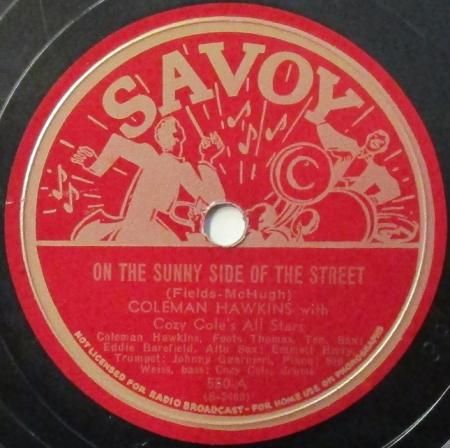 SAVOY
ON THE SUNNY SIDE OF THE STREET
(Fields-McHugh)
COLEMAN HAWKINS with
Cozy Cole's All Stars
Coleman Hawkins, Foots Thomas, Ten. Sax:
Eddie Barefield, Alto Sax: Emmett Berry,
Trumpet: Johnny Guarneri, Piano: Sid
Weiss, bass: Cozy Cole, drums
550-A
NOT LICENSED FOR RADIO BROADCAST - FOR HOME USE ON PHONOGRAPHS